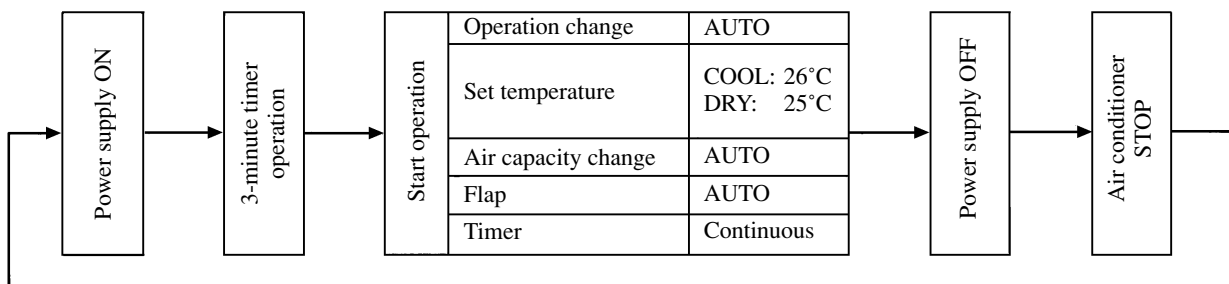 Power supply ON
3-minute timer
operation
Start operation
Operation change AUTO
Set temperature COOL: 26˚C
DRY: 25˚C
Air capacity change AUTO
Flap AUTO
Timer Continuous
Power supply OFF
Air conditioner
STOP